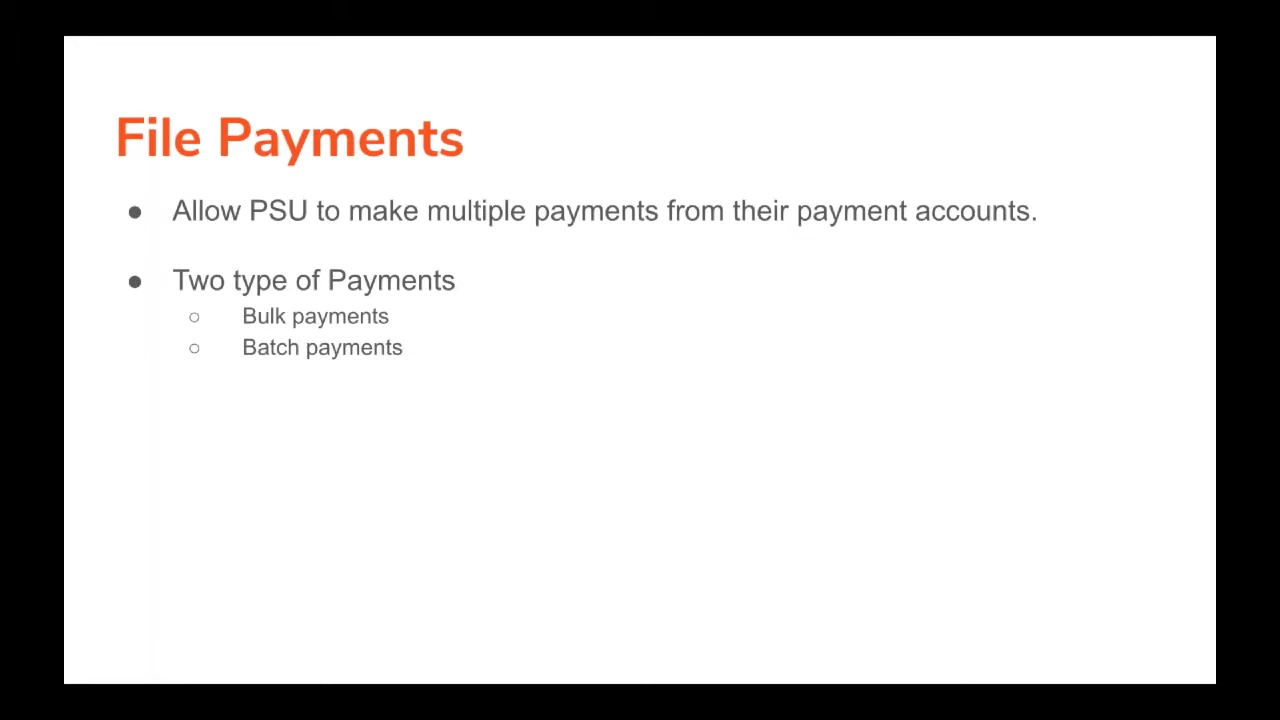 File Payments
● Allow PSU to make multiple payments from their payment accounts.
● Two type of Payments
○ Bulk payments
○ Batch payments